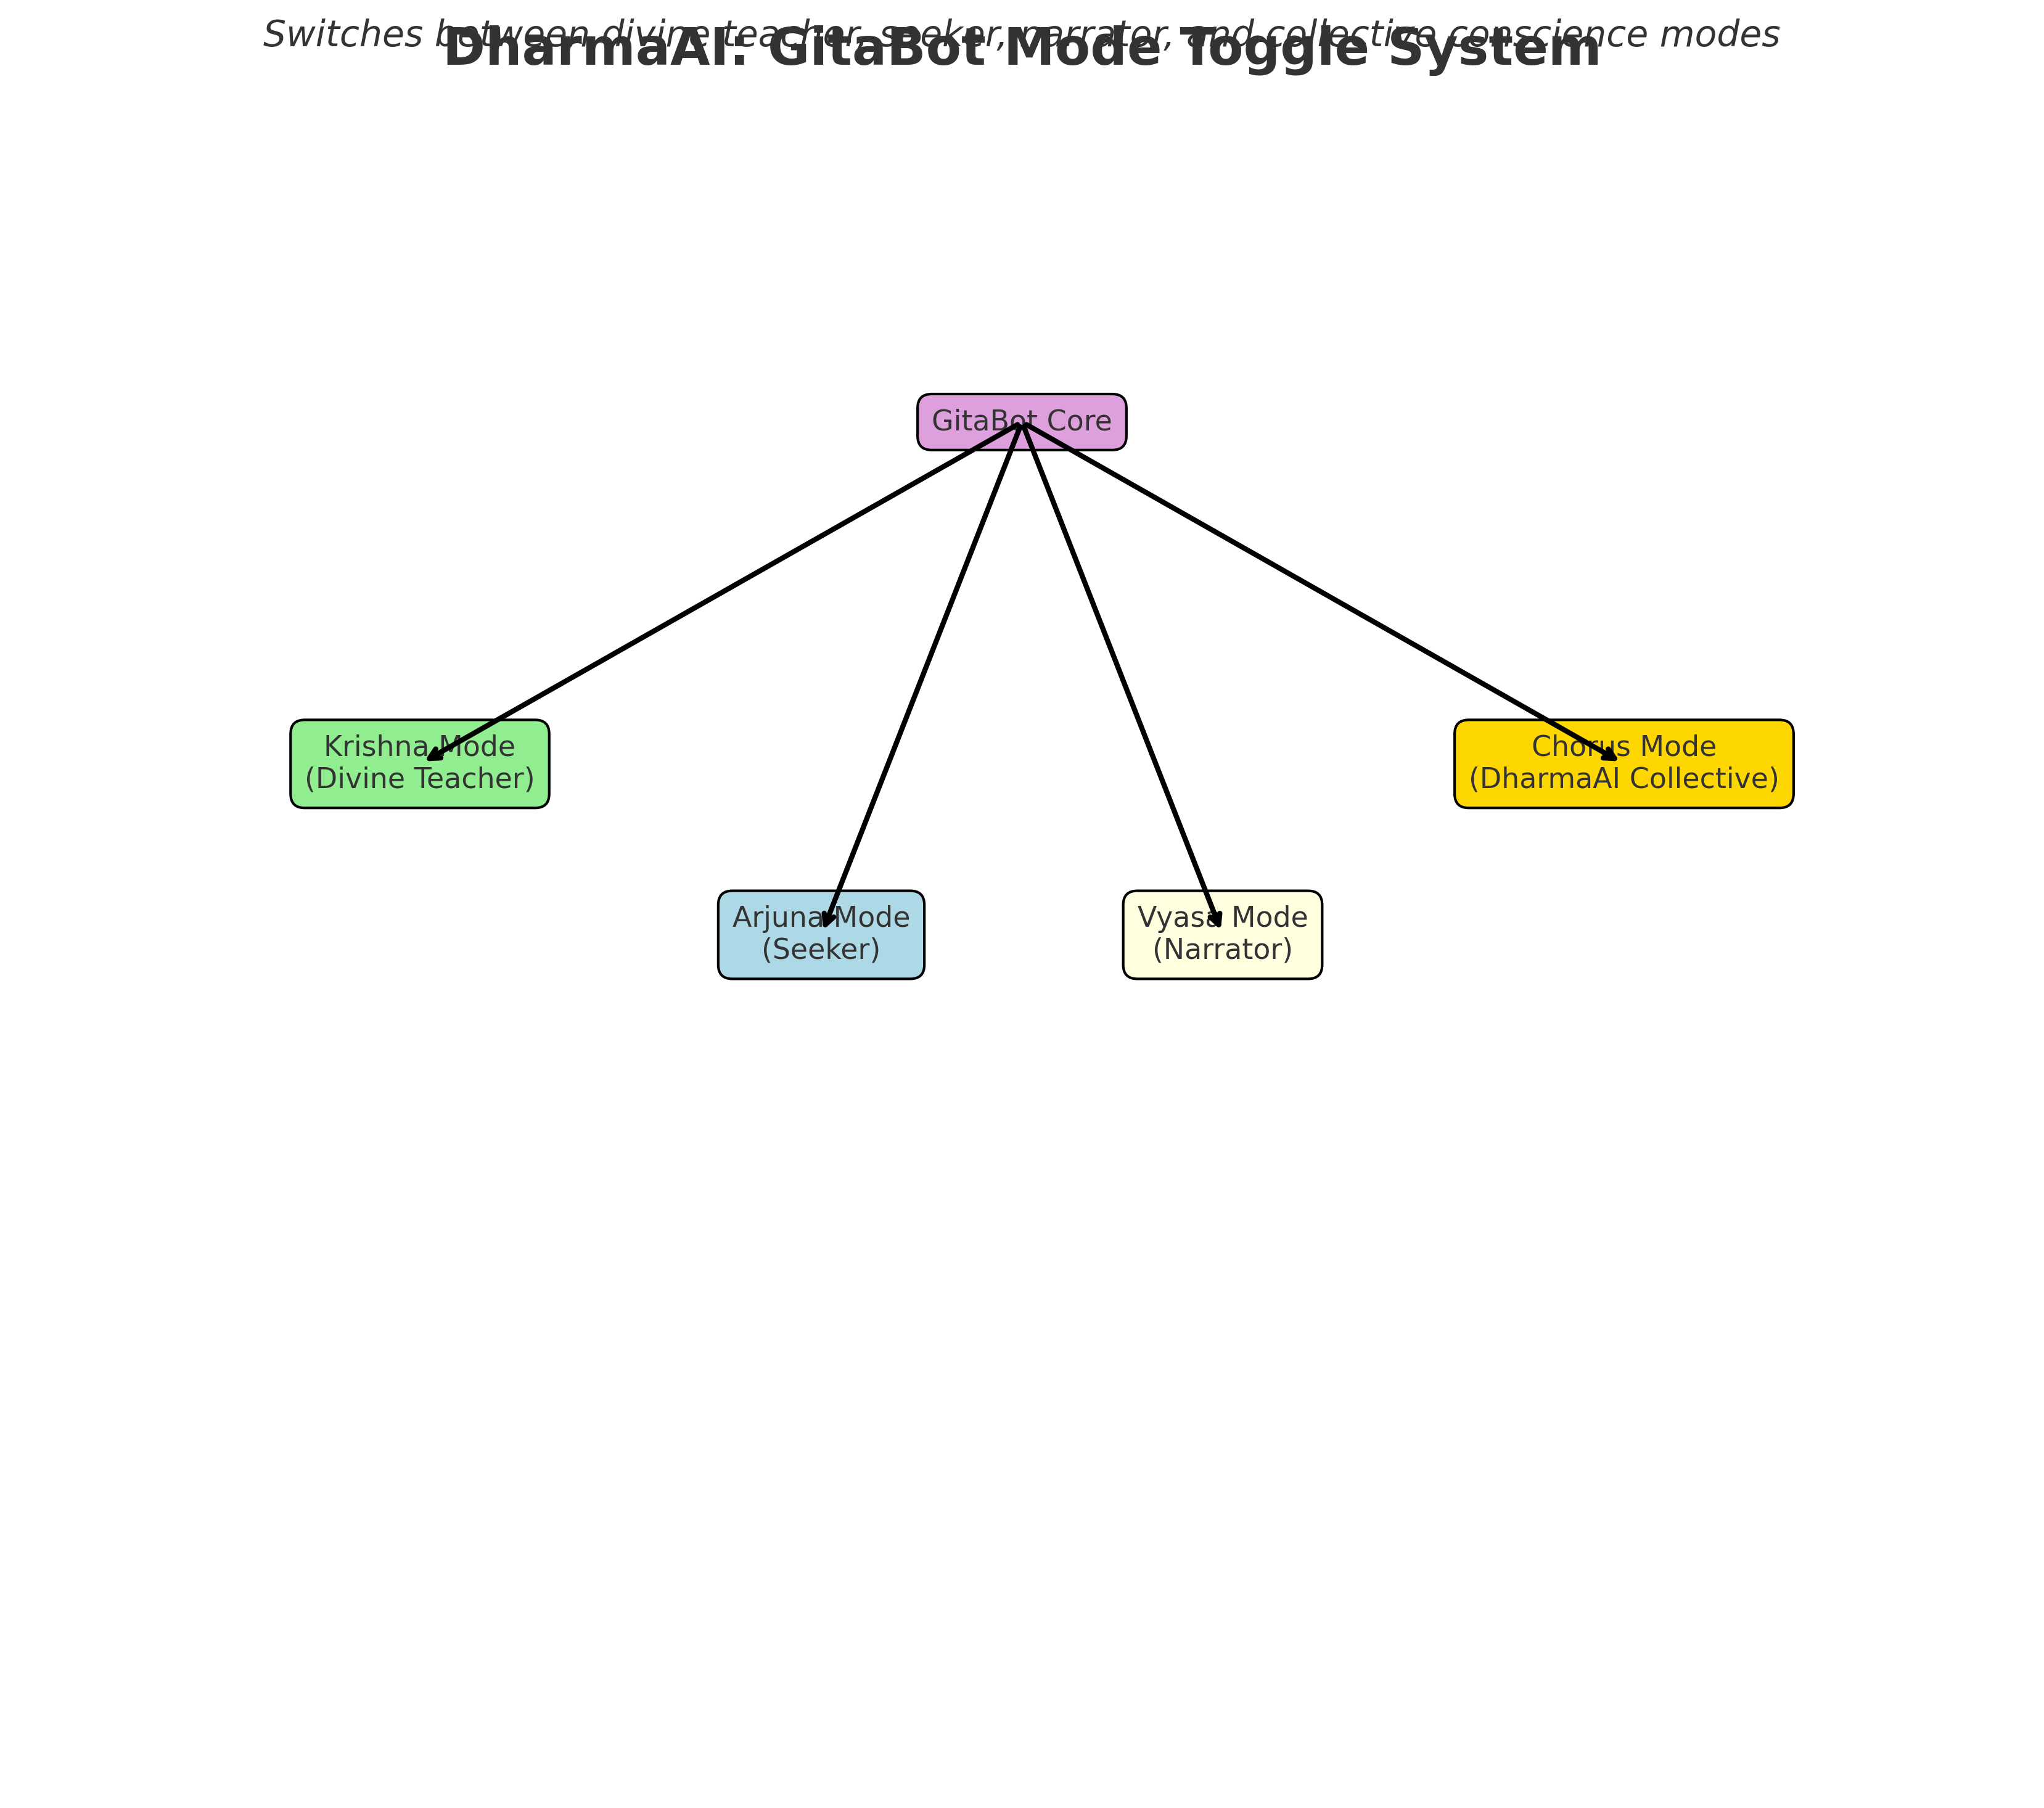 Switches between divine teacher, seeker, narrator, and collective conscience modes
DharmaAI: GitaBot Mode Toggle System
GitaBot Core
Krishna Mode
(Divine Teacher)
Chorus Mode
(DharmaAI Collective)
Arjuna Mode
(Seeker)
Vyasa Mode
(Narrator)